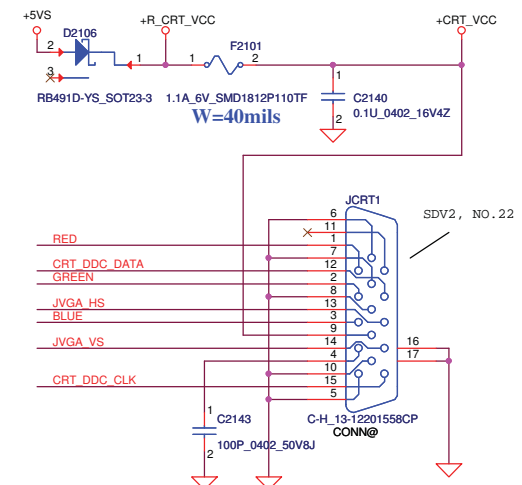 +5VS
+R_CRT_VCC
+CRT_VCC
D2106
F2101
2
1
1
2
3
1
RB491D-YS_SOT23-3
1.1A_6V_SMD1812P110TF
C2140
0.1U_0402_16V4Z
W=40mils
2
JCRT1
SDV2, NO.22
6
11
RED
1
7
CRT_DDC_DATA
12
GREEN
2
8
JVGA_HS
13
BLUE
3
9
JVGA_VS
14
16
4
17
10
CRT_DDC_CLK
15
5
1
C2143
C-H_13-12201558CP
CONN@
100P_0402_50V8J
2